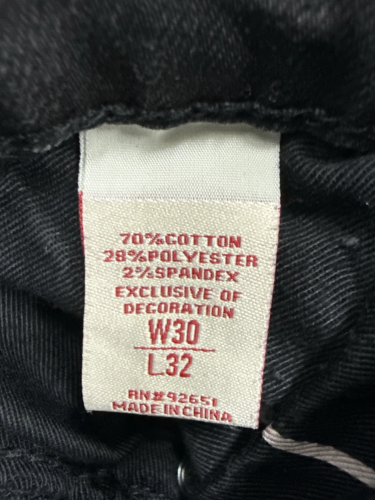 70%COTTON
28%POLYESTER
2%SPANDEX
EXCLUSIVE OF
DECORATION
W30
L32
RN#92651
MADE IN CHINA